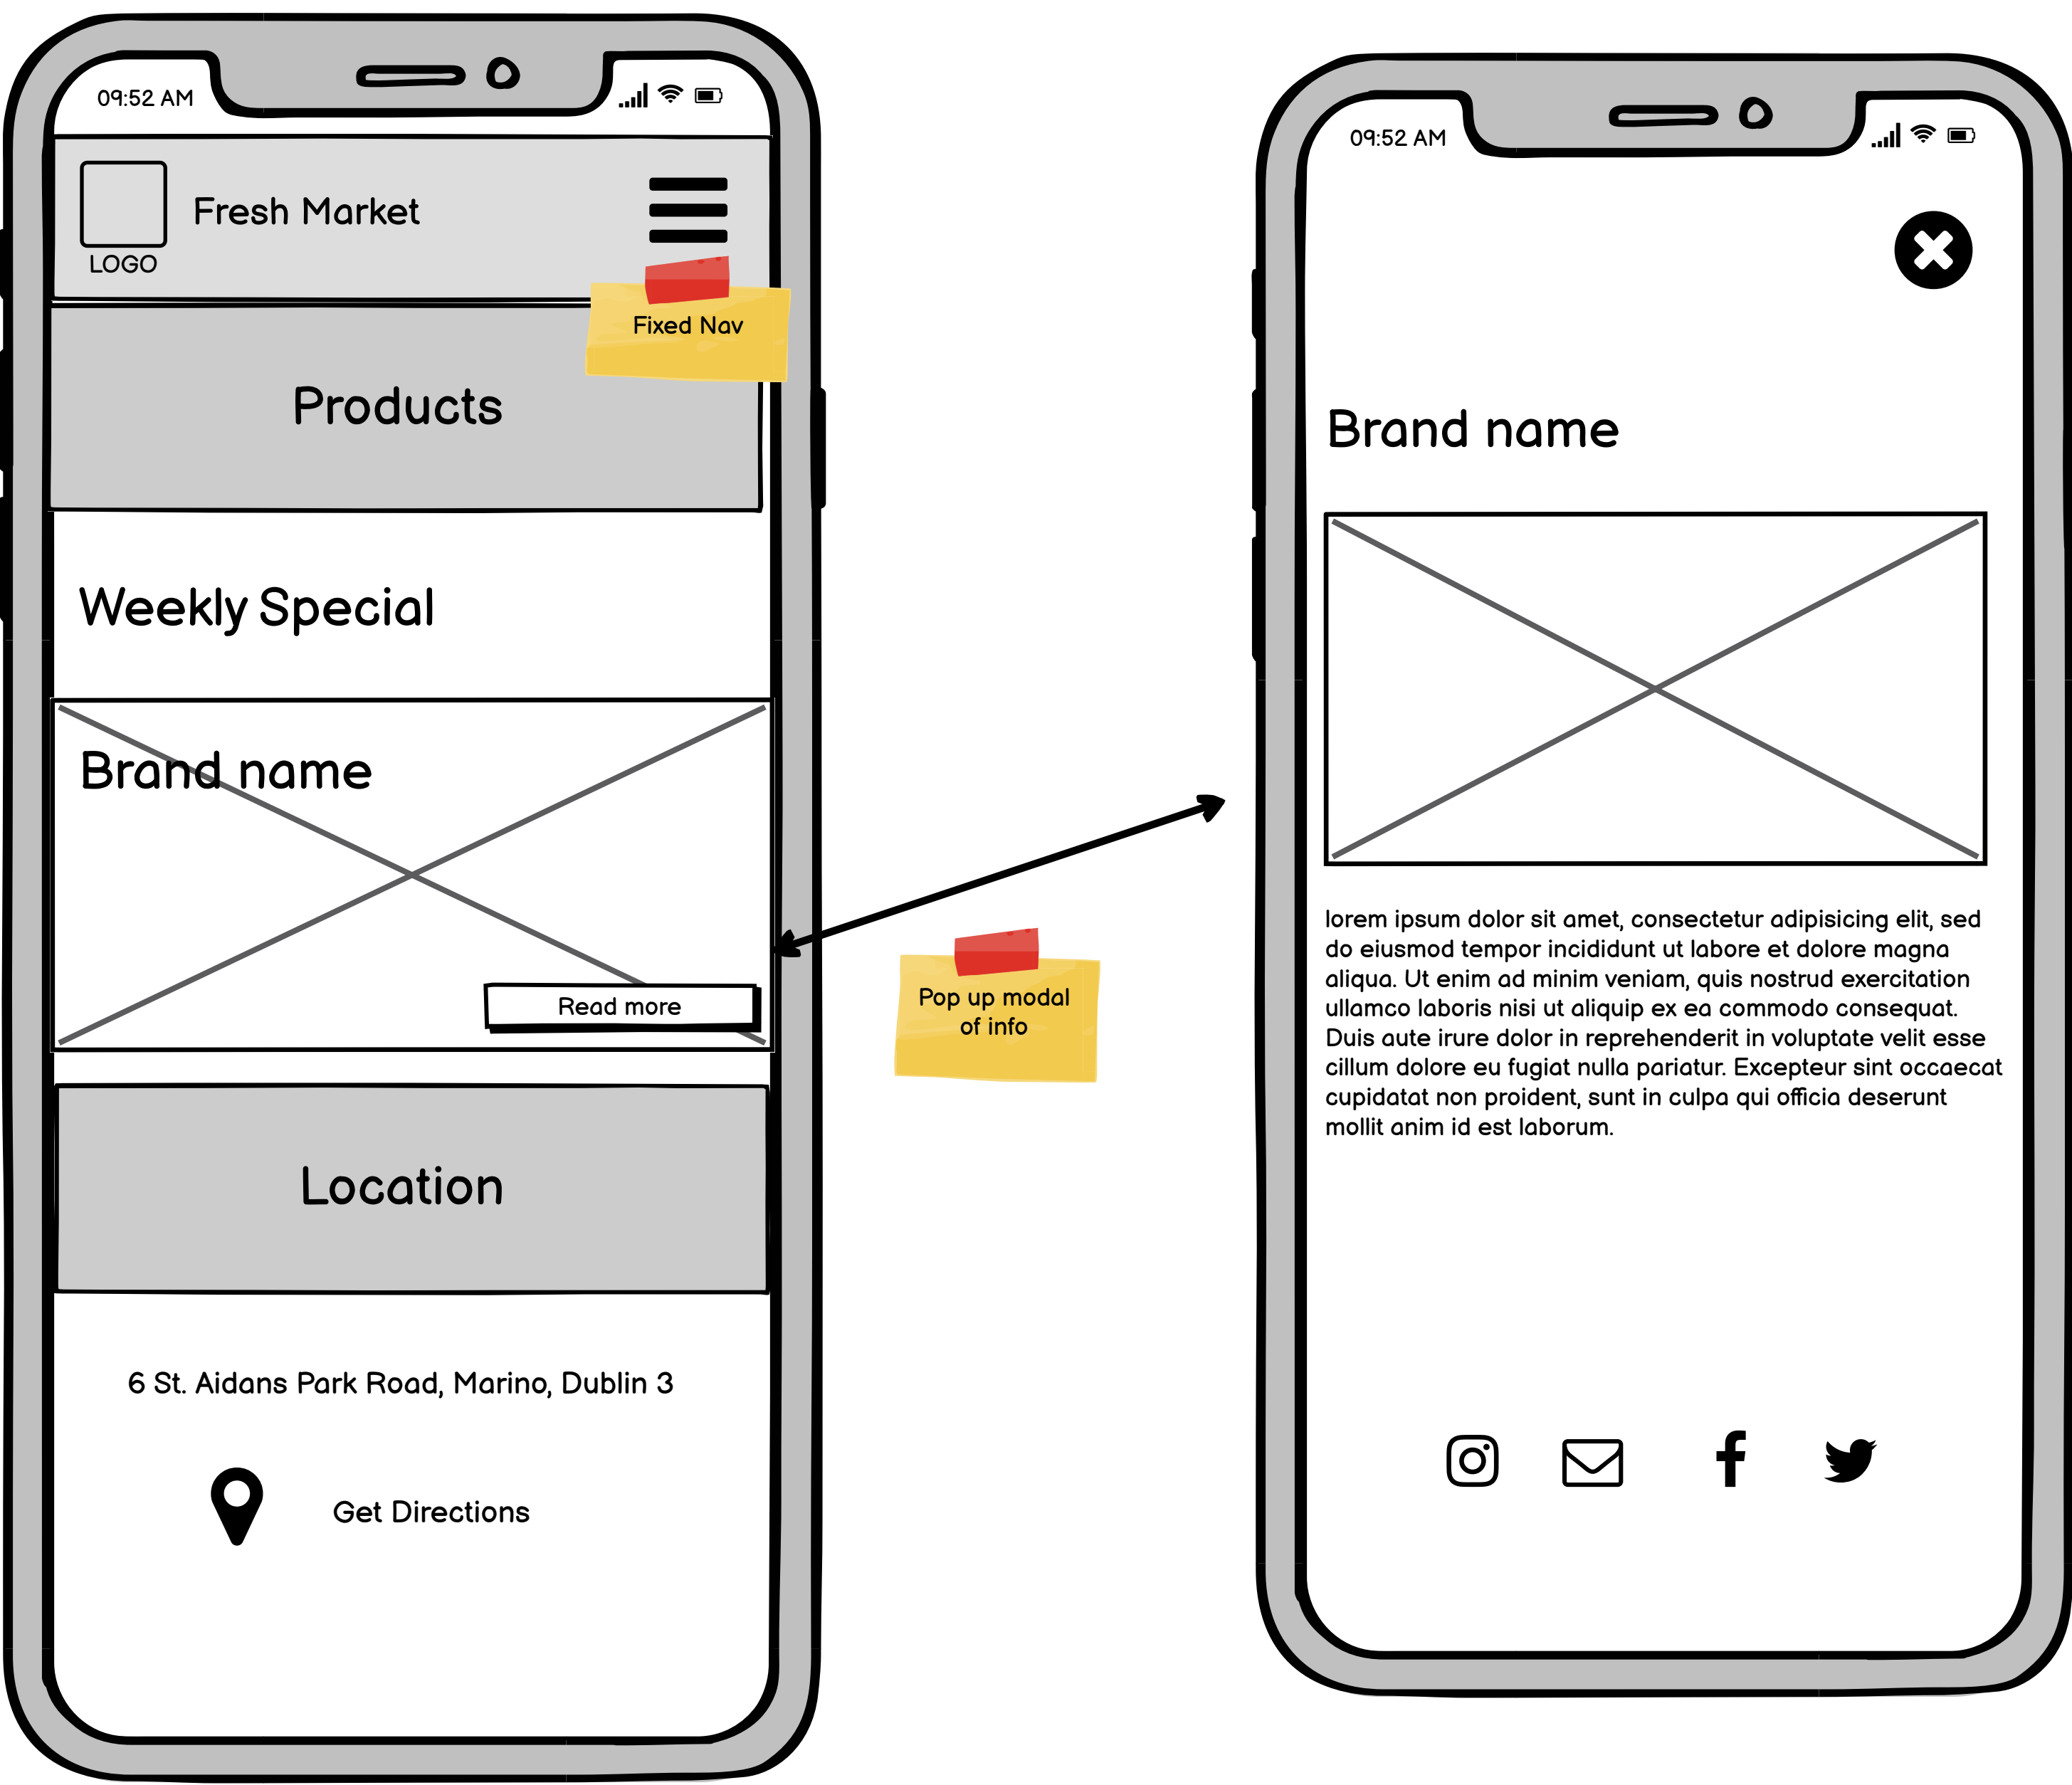 09:52 AM
Fresh Market
LOGO
Fixed Nav
Products
Weekly Special
Brand name
Read more
Location
6 St. Aidans Park Road, Marino, Dublin 3
Get Directions
Pop up modal
of info
09:52 AM
Brand name
lorem ipsum dolor sit amet, consectetur adipisicing elit, sed
do eiusmod tempor incididunt ut labore et dolore magna
aliqua. Ut enim ad minim veniam, quis nostrud exercitation
ullamco laboris nisi ut aliquip ex ea commodo consequat.
Duis aute irure dolor in reprehenderit in voluptate velit esse
cillum dolore eu fugiat nulla pariatur. Excepteur sint occaecat
cupidatat non proident, sunt in culpa qui officia deserunt
mollit anim id est laborum.